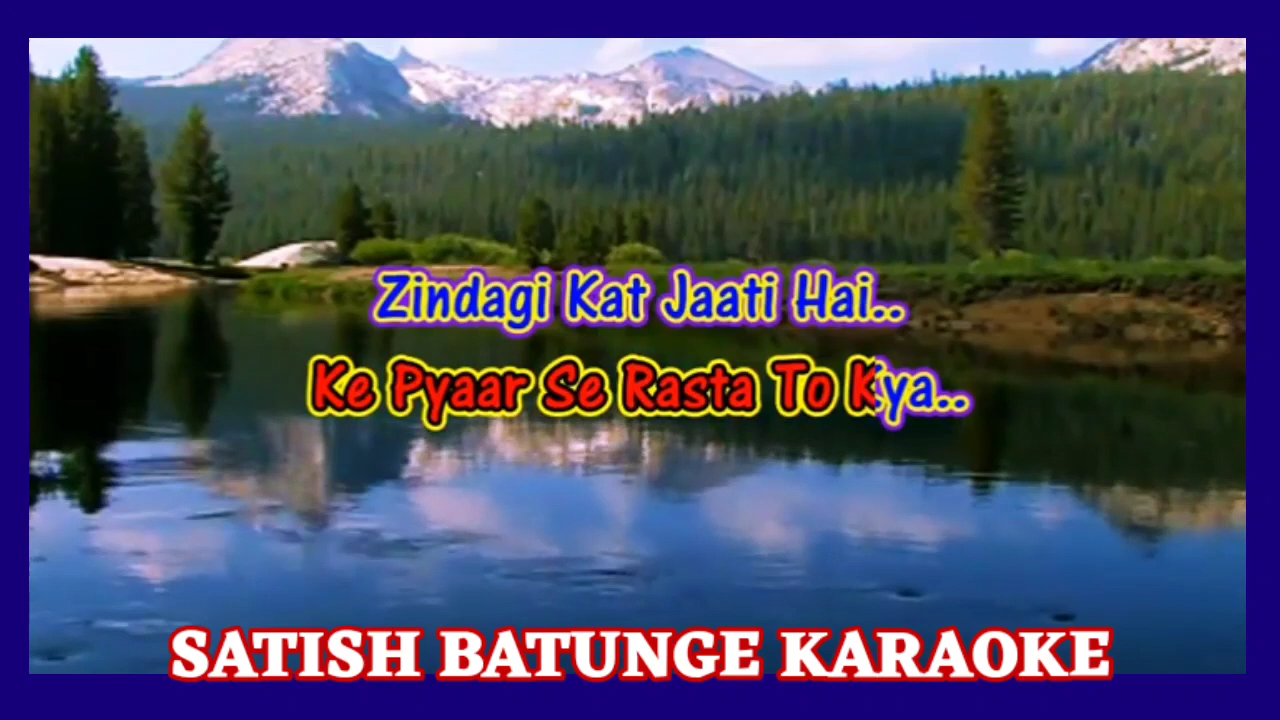 Zindagi Kat Jaati Hai..
Ke Pyaar Se Rasta To Kya..
SATISH BATUNGE KARAOKE